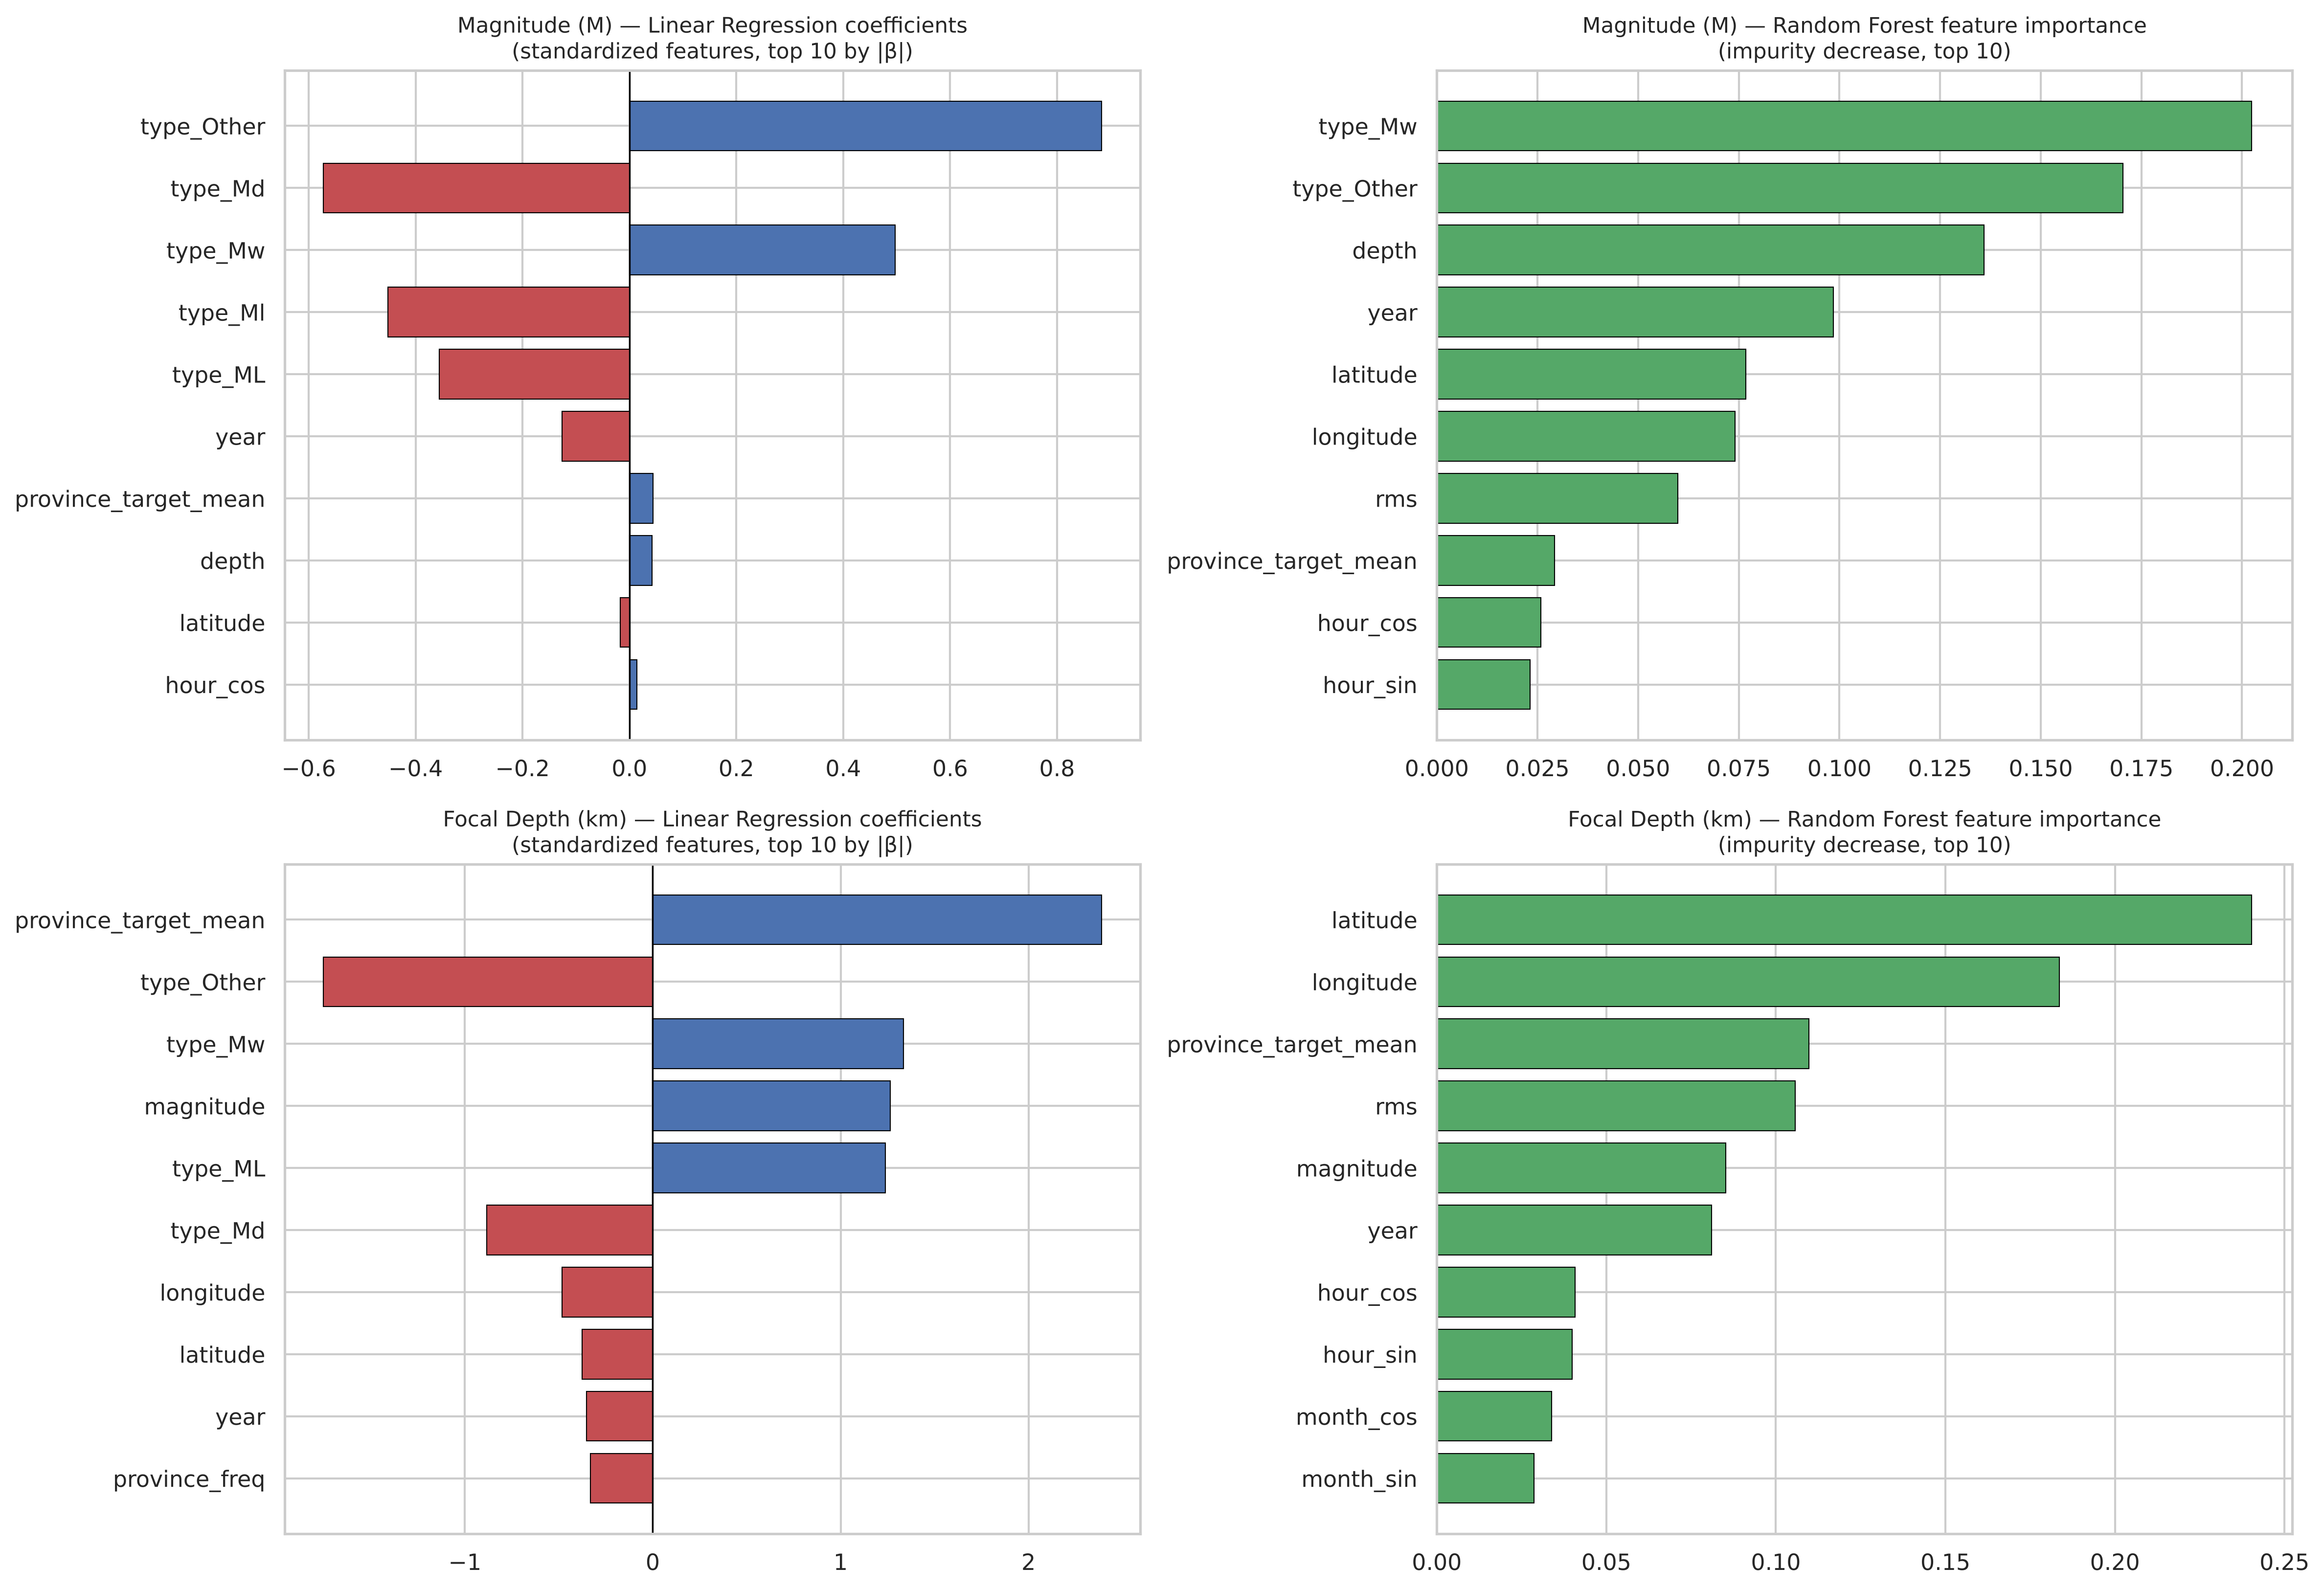 Magnitude (M) — Linear Regression coefficients
(standardized features, top 10 by |β|)
type_Other
type_Md
type_Mw
type_Ml
type_ML
year
province_target_mean
depth
latitude
hour_cos
−0.6 −0.4 −0.2 0.0 0.2 0.4 0.6 0.8
Magnitude (M) — Random Forest feature importance
(impurity decrease, top 10)
type_Mw
type_Other
depth
year
latitude
longitude
rms
province_target_mean
hour_cos
hour_sin
0.000 0.025 0.050 0.075 0.100 0.125 0.150 0.175 0.200
Focal Depth (km) — Linear Regression coefficients
(standardized features, top 10 by |β|)
province_target_mean
type_Other
type_Mw
magnitude
type_ML
type_Md
longitude
latitude
year
province_freq
−1 0 1 2
Focal Depth (km) — Random Forest feature importance
(impurity decrease, top 10)
latitude
longitude
province_target_mean
rms
magnitude
year
hour_cos
hour_sin
month_cos
month_sin
0.00 0.05 0.10 0.15 0.20 0.25